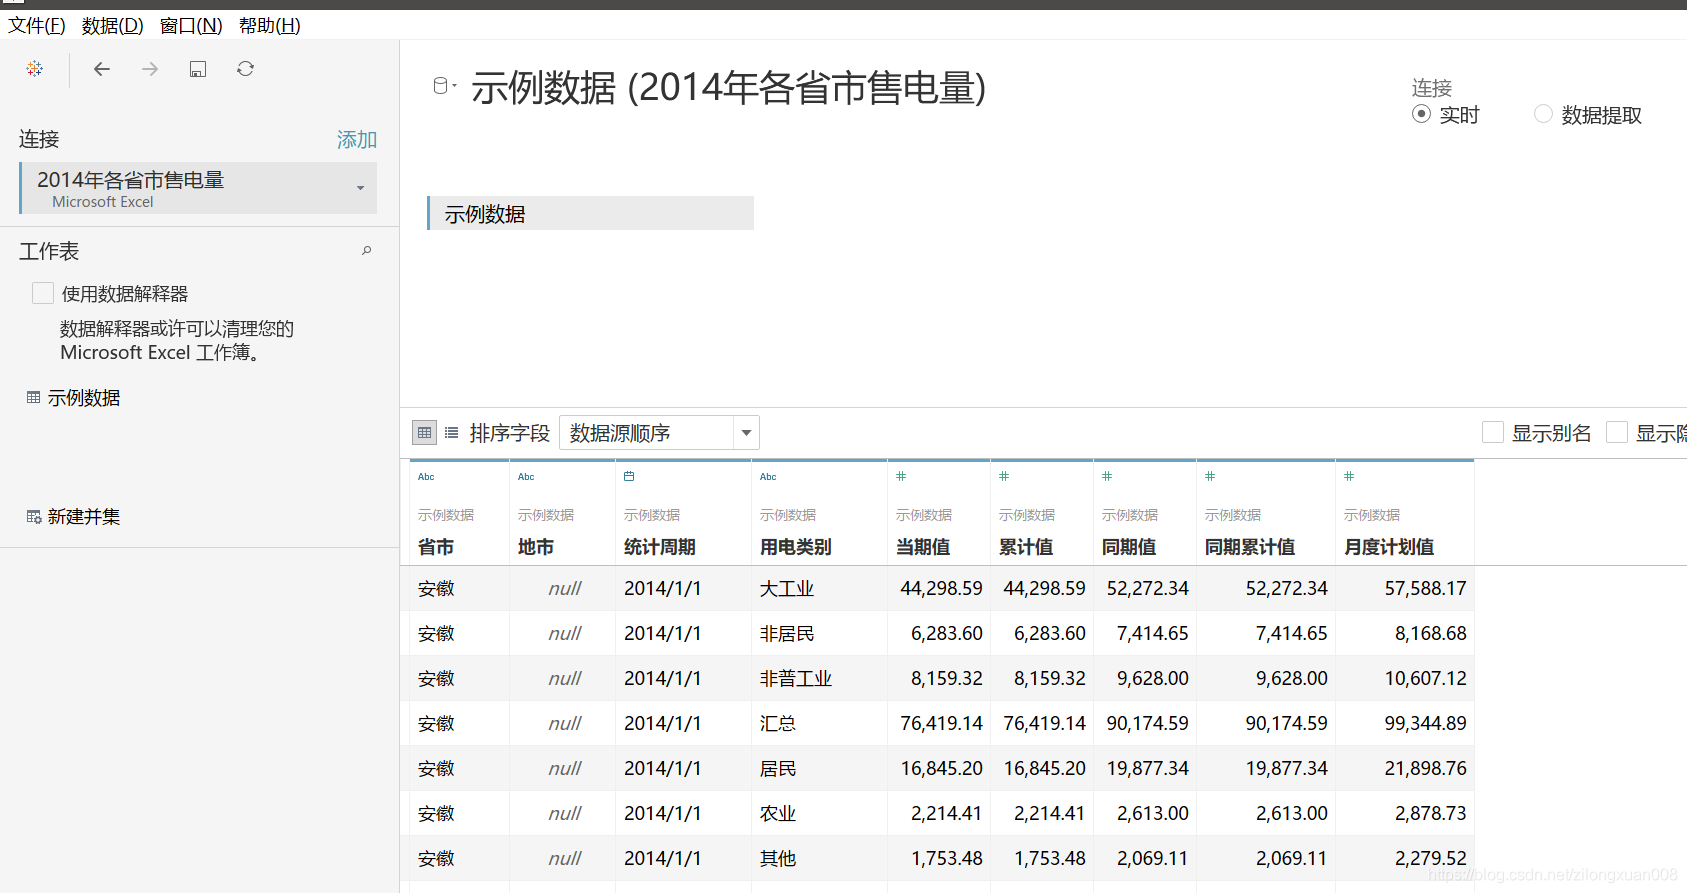 文件(F) 数据(D) 窗口(N) 帮助(H)
连接 添加
2014年各省市售电量
Microsoft Excel
工作表
使用数据解释器
数据解释器或许可以清理您的
Microsoft Excel 工作簿。
示例数据
新建并集
示例数据 (2014年各省市售电量)
连接
实时 数据提取
示例数据
排序字段 数据源顺序 显示别名 显示隐
Abc Abc Abc # # # # #
示例数据 示例数据 示例数据 示例数据 示例数据 示例数据 示例数据 示例数据 示例数据
省市 地市 统计周期 用电类别 当期值 累计值 同期值 同期累计值 月度计划值
安徽 null 2014/1/1 大工业 44,298.59 44,298.59 52,272.34 52,272.34 57,588.17
安徽 null 2014/1/1 非居民 6,283.60 6,283.60 7,414.65 7,414.65 8,168.68
安徽 null 2014/1/1 非普工业 8,159.32 8,159.32 9,628.00 9,628.00 10,607.12
安徽 null 2014/1/1 汇总 76,419.14 76,419.14 90,174.59 90,174.59 99,344.89
安徽 null 2014/1/1 居民 16,845.20 16,845.20 19,877.34 19,877.34 21,898.76
安徽 null 2014/1/1 农业 2,214.41 2,214.41 2,613.00 2,613.00 2,878.73
安徽 null 2014/1/1 其他 1,753.48 1,753.48 2,069.11 2,069.11 2,279.52
https://blog.csdn.net/zilongxuan008